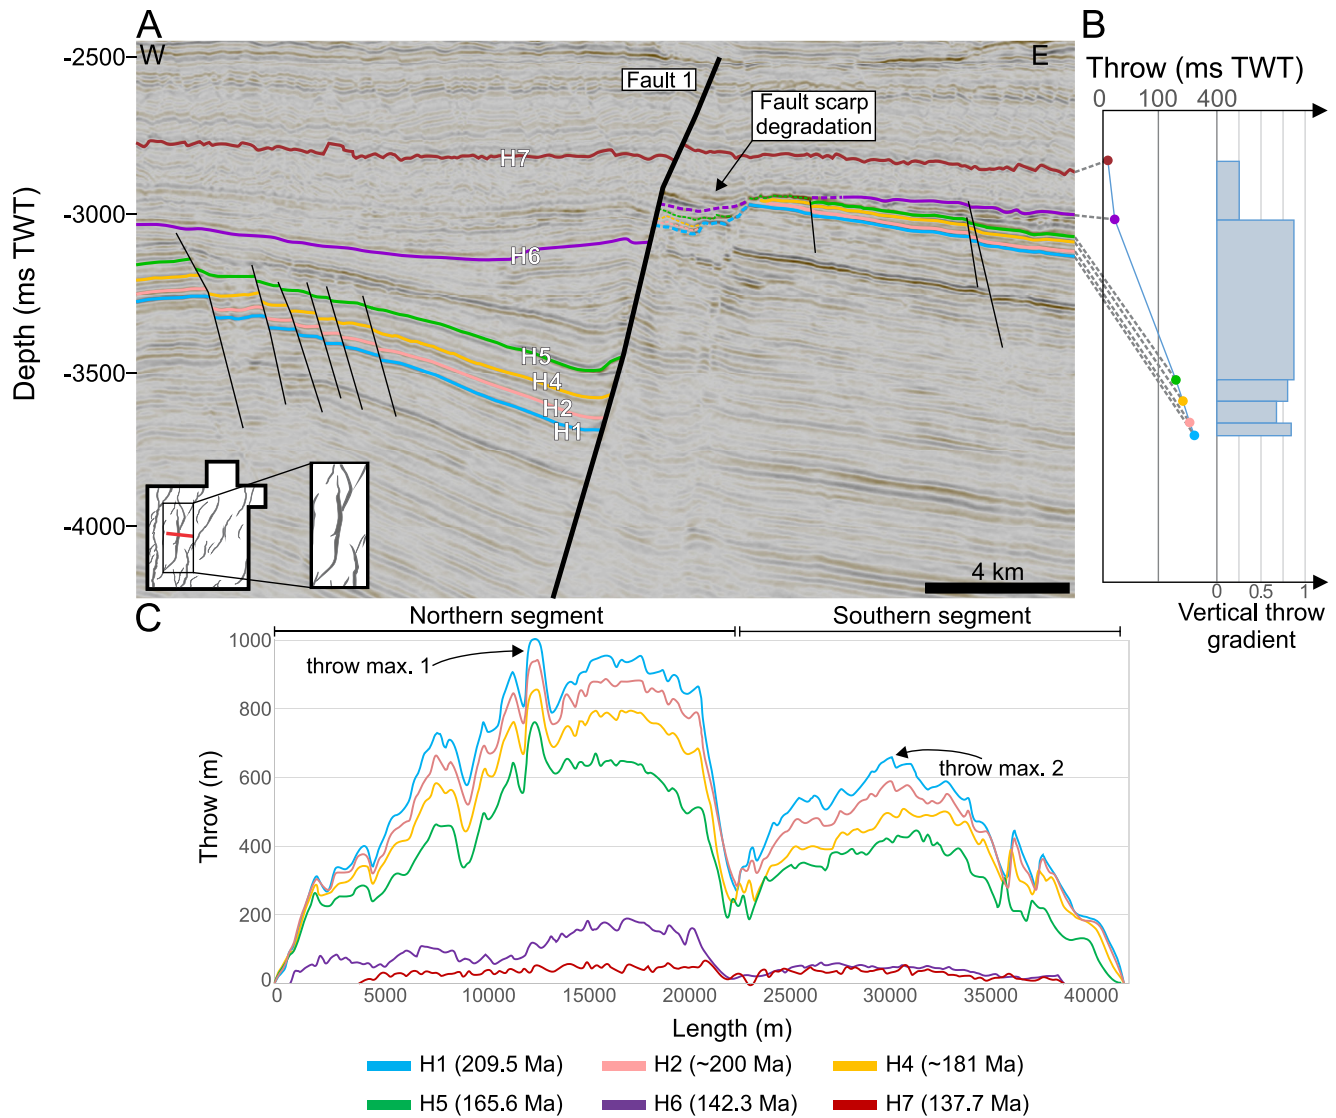 A
W
E
B
-2500
-3000
-3500
-4000
Depth (ms TWT)
Fault 1
Fault scarp
degradation
H7
H6
H5
H4
H2
H1
4 km
Throw (ms TWT)
0 100 400
0 0.5 1
Vertical throw
gradient
C
Northern segment
Southern segment
throw max. 1
throw max. 2
1000
800
600
400
200
0
Throw (m)
0 5000 10000 15000 20000 25000 30000 35000 40000
Length (m)
H1 (209.5 Ma) H2 (~200 Ma) H4 (~181 Ma)
H5 (165.6 Ma) H6 (142.3 Ma) H7 (137.7 Ma)